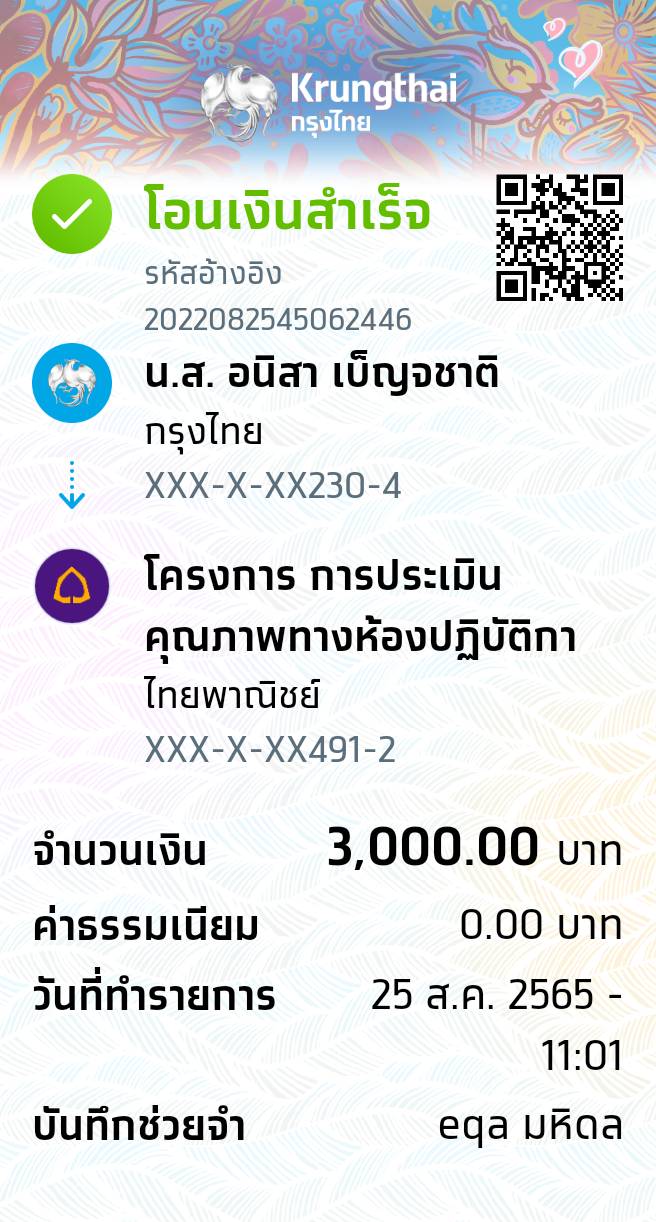 Krungthai
กรุงไทย
โอนเงินสำเร็จ
รหัสอ้างอิง
2022082545062446
น.ส. อนิสา เบ็ญจชาติ
กรุงไทย
XXX-X-XX230-4
โครงการ การประเมิน
คุณภาพทางห้องปฏิบัติกา
ไทยพาณิชย์
XXX-X-XX491-2
จำนวนเงิน 3,000.00 บาท
ค่าธรรมเนียม 0.00 บาท
วันที่ทำรายการ 25 ส.ค. 2565 -
11:01
บันทึกช่วยจำ eqa มหิดล